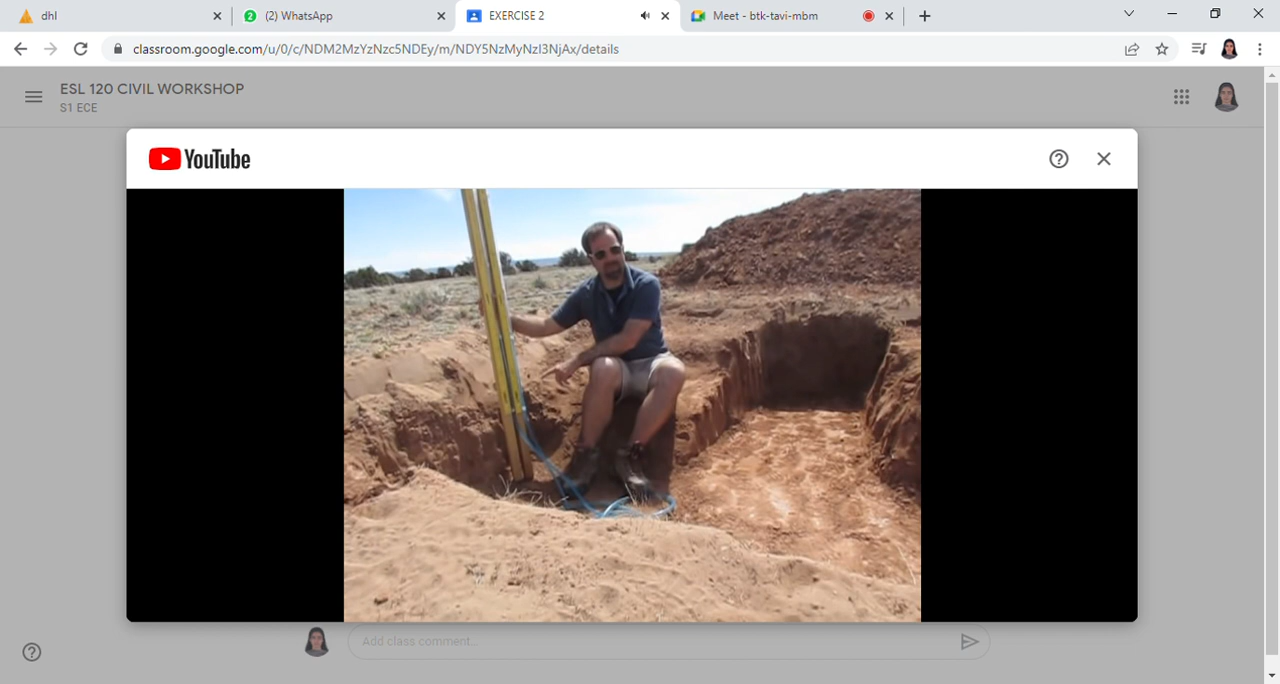 dhl
2
(2) WhatsApp
EXERCISE 2
Meet - btk-tavi-mbm
classroom.google.com/u/0/c/NDM2MzYzNzc5NDEy/m/NDY5NzMyNzI3NjAx/details
ESL 120 CIVIL WORKSHOP
S1 ECE
YouTube
Add class comment...